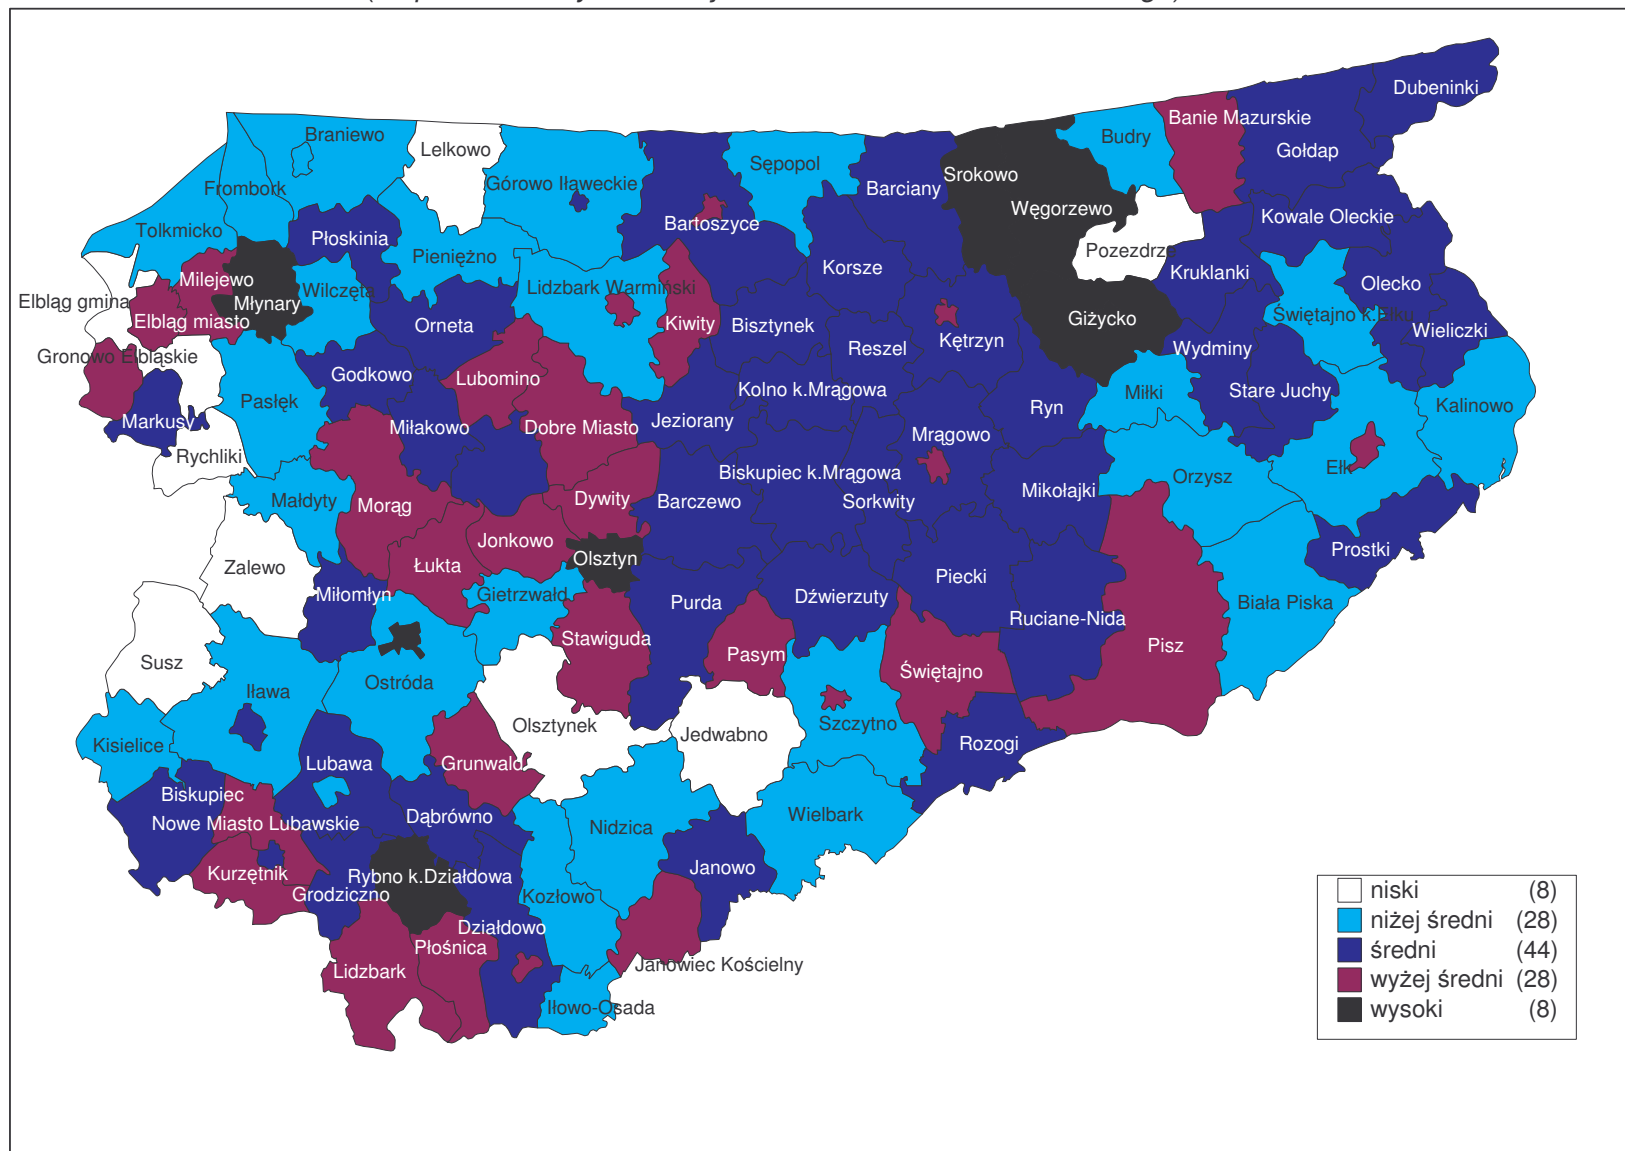 Dubeninki
Banie Mazurskie
Braniewo
Budry
Lelkowo
Gołdap
Sępopol
Srokowo
Górowo Iławeckie
Frombork
Barciany
Węgorzewo
Kowale Oleckie
Bartoszyce
Tolkmicko
Płoskinia
Pieniężno
Pozezdrze
Korsze
Kruklanki
Milejewo
Olecko
Wilczęta
Lidzbark Warmiński
Elbląg gmina
Młynary
Świętajno k.Ełku
Giżycko
Elbląg miasto
Orneta
Kiwity
Bisztynek
Wieliczki
Kętrzyn
Reszel
Wydminy
Gronowo Elbląskie
Godkowo
Lubomino
Kolno k.Mrągowa
Stare Juchy
Miłki
Pasłęk
Ryn
Kalinowo
Markusy
Miłakowo
Dobre Miasto
Jeziorany
Mrągowo
Rychliki
Biskupiec k.Mrągowa
Ełk
Orzysz
Mikołajki
Małdyty
Morąg
Dywity
Barczewo
Sorkwity
Jonkowo
Prostki
Olsztyn
Zalewo
Łukta
Piecki
Miłomłyn
Gietrzwałd
Purda
Dźwierzuty
Biała Piska
Ruciane-Nida
Stawiguda
Pisz
Pasym
Susz
Świętajno
Ostróda
Iława
Olsztynek
Szczytno
Jedwabno
Kisielice
Rozogi
Lubawa
Grunwald
Biskupiec
Dąbrówno
Wielbark
Nowe Miasto Lubawskie
Nidzica
Janowo
Kurzętnik
Rybno k.Działdowa
Grodziczno
Kozłowo
Działdowo
Płośnica
Janowiec Kościelny
Lidzbark
Iłowo-Osada
niski (8)
niżej średni (28)
średni (44)
wyżej średni (28)
wysoki (8)